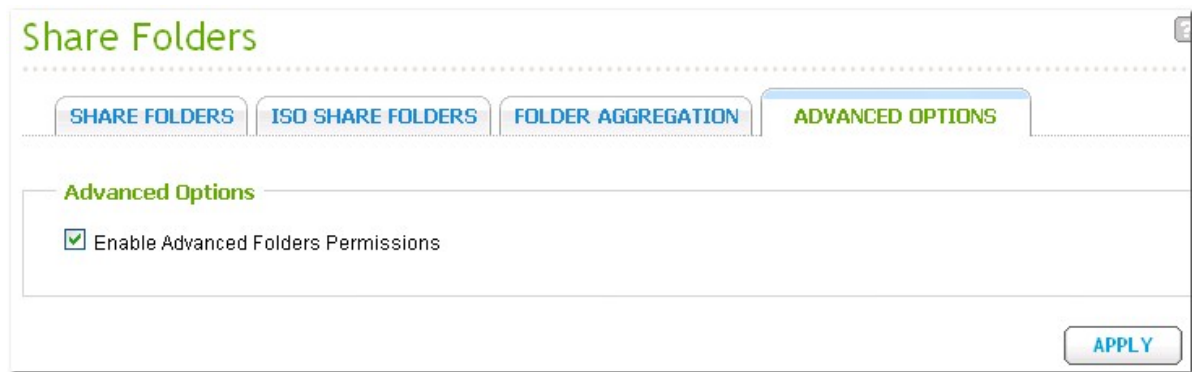 Share Folders
?
SHARE FOLDERS ISO SHARE FOLDERS FOLDER AGGREGATION ADVANCED OPTIONS
Advanced Options
Enable Advanced Folders Permissions
APPLY